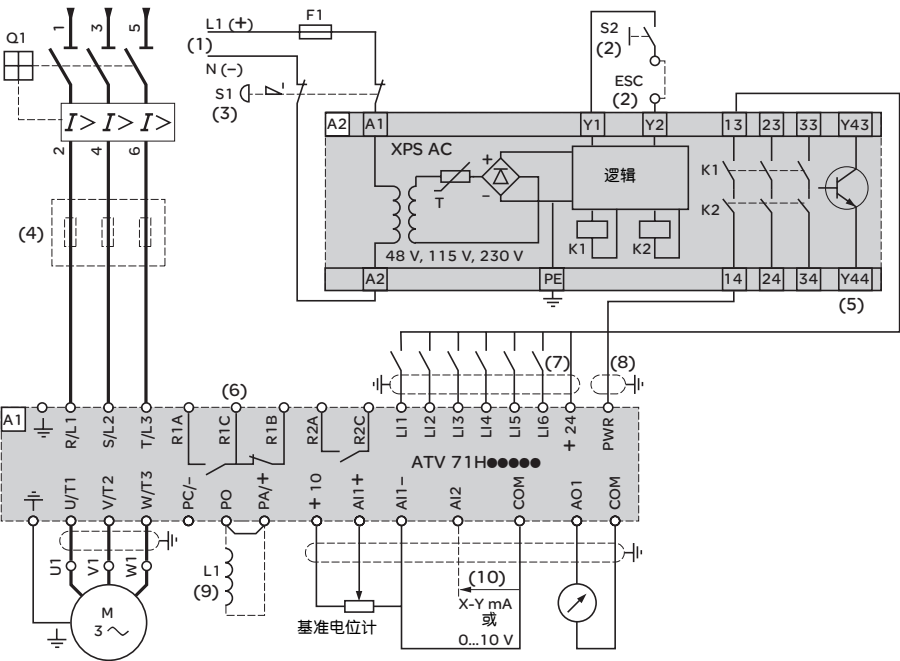 1 3 5
Q1
I> I> I>
2 4 6
(4)
L1 (+)
(1)
N (−)
F1
S1
(3)
S2
(2)
ESC
(2)
A2 A1 Y1 Y2 13 23 33 Y43
XPS AC
+
−
T
逻辑
K1
K2
K1 K2
48 V, 115 V, 230 V
A2 PE 14 24 34 Y44
(5)
(6)
(7)
(8)
A1
R/L1 S/L2 T/L3 R1A R1C R1B R2A R2C LI1 LI2 LI3 LI4 LI5 LI6 + 24 PWR
ATV 71H●●●●●
U/T1 V/T2 W/T3 PC/- PO PA/+ + 10 AI1+ AI1− AI2 COM AO1 COM
U1 V1 W1
M
3
L1
(9)
基准电位计
(10)
X-Y mA
或
0...10 V